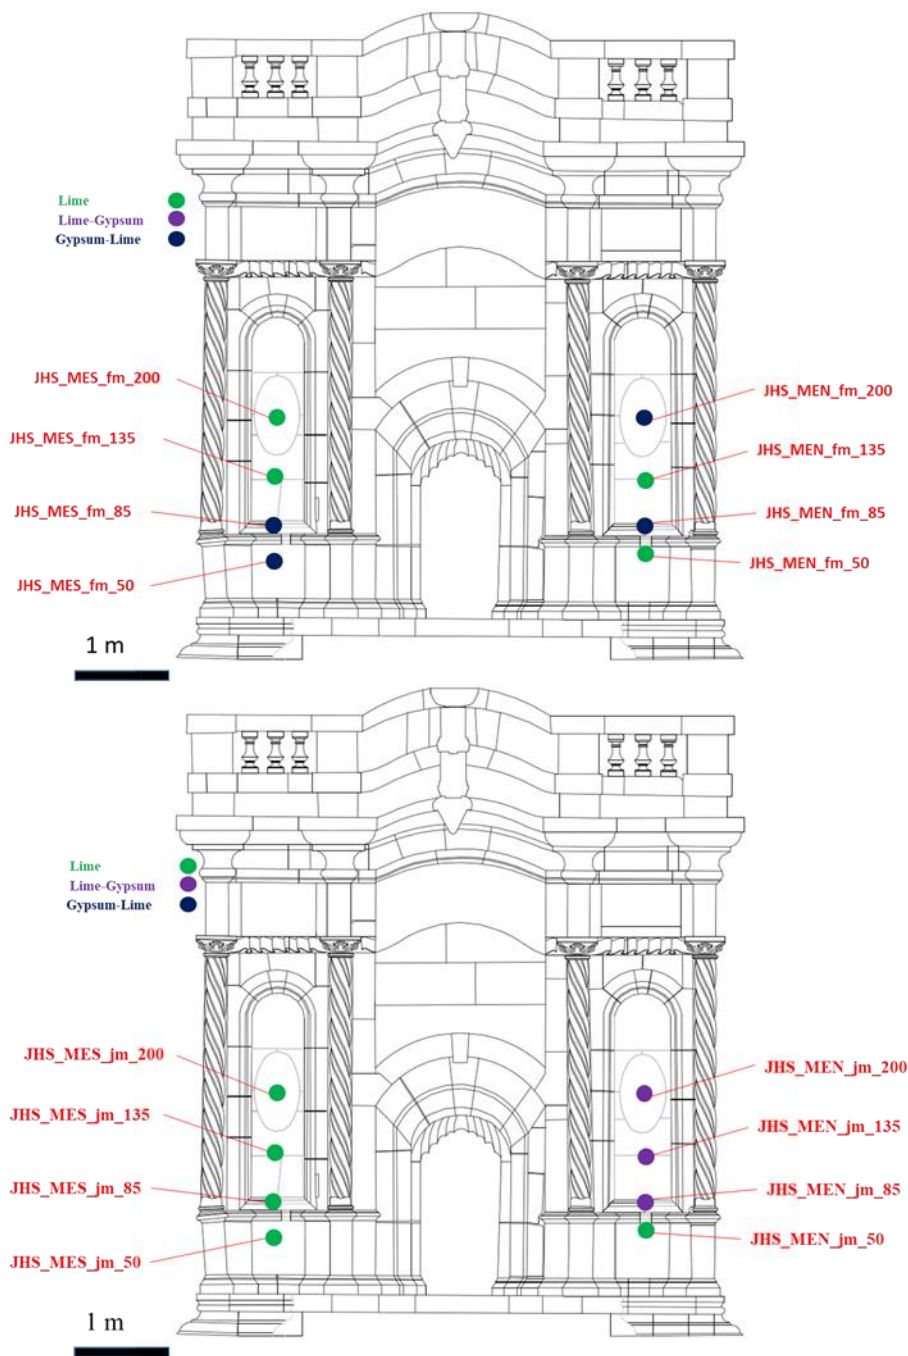 Lime
Lime-Gypsum
Gypsum-Lime
JHS_MES_fm_200
JHS_MEN_fm_200
JHS_MES_fm_135
JHS_MEN_fm_135
JHS_MES_fm_85
JHS_MEN_fm_85
JHS_MES_fm_50
JHS_MEN_fm_50
1 m
Lime
Lime-Gypsum
Gypsum-Lime
JHS_MES_jm_200
JHS_MEN_jm_200
JHS_MES_jm_135
JHS_MEN_jm_135
JHS_MES_jm_85
JHS_MEN_jm_85
JHS_MES_jm_50
JHS_MEN_jm_50
1 m